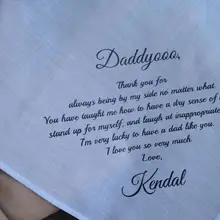 Daddyooo,
Thank you for
always being by my side no matter what.
You have taught me how to have a dry sense of
stand up for myself, and laugh at inappropriate
I'm very lucky to have a dad like you.
I love you so very much.
Love,
Kendal